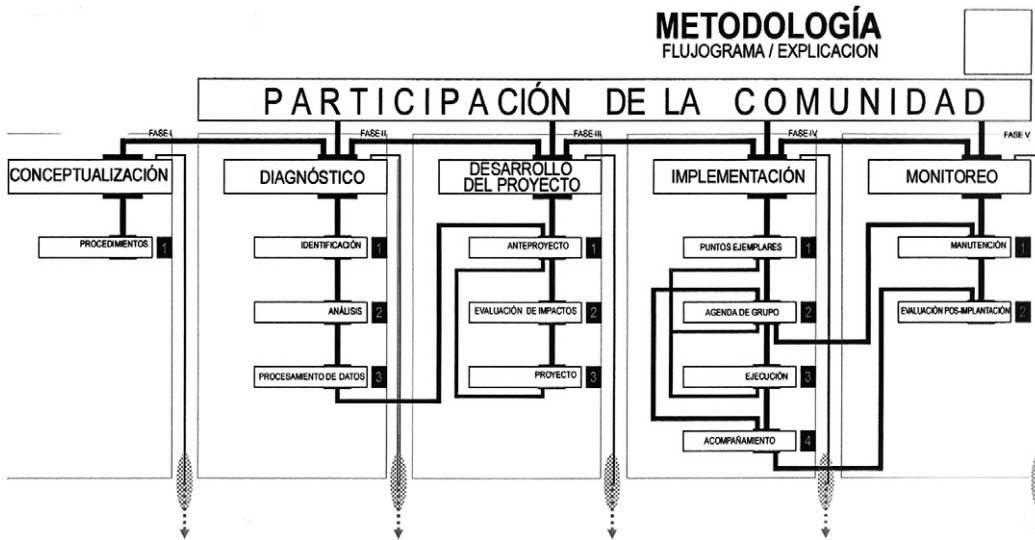 METODOLOGÍA
FLUJOGRAMA / EXPLICACION
PARTICIPACIÓN DE LA COMUNIDAD
FASE I
CONCEPTUALIZACIÓN
PROCEDIMIENTOS 1
FASE II
DIAGNÓSTICO
IDENTIFICACIÓN 1
ANÁLISIS 2
PROCESAMIENTO DE DATOS 3
FASE III
DESARROLLO
DEL PROYECTO
ANTEPROYECTO 1
EVALUACIÓN DE IMPACTOS 2
PROYECTO 3
FASE IV
IMPLEMENTACIÓN
PUNTOS EJEMPLARES 1
AGENDA DE GRUPO 2
EJECUCIÓN 3
ACOMPAÑAMIENTO 4
FASE V
MONITOREO
MANUTENCIÓN 1
EVALUACIÓN POS-IMPLANTACIÓN 2